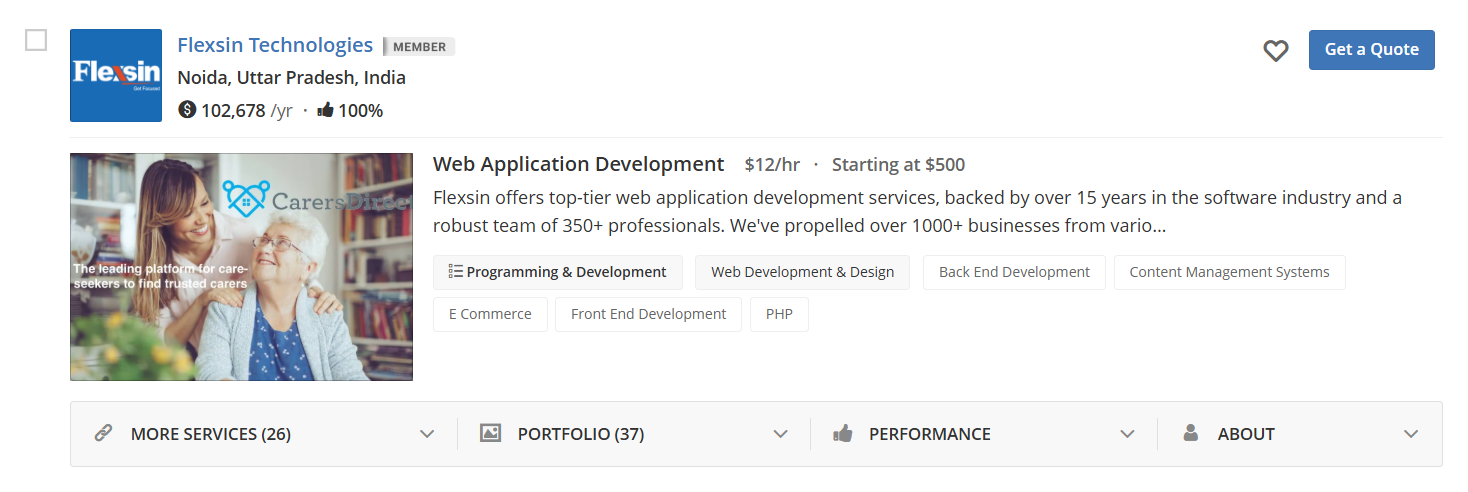 Flexsin
Get Focused
Flexsin Technologies MEMBER
Noida, Uttar Pradesh, India
$ 102,678 /yr · 100%
Get a Quote
CarersDirect
The leading platform for care-
seekers to find trusted carers
Web Application Development $12/hr · Starting at $500
Flexsin offers top-tier web application development services, backed by over 15 years in the software industry and a
robust team of 350+ professionals. We've propelled over 1000+ businesses from vario...
Programming & Development Web Development & Design Back End Development Content Management Systems
E Commerce Front End Development PHP
MORE SERVICES (26) PORTFOLIO (37) PERFORMANCE ABOUT